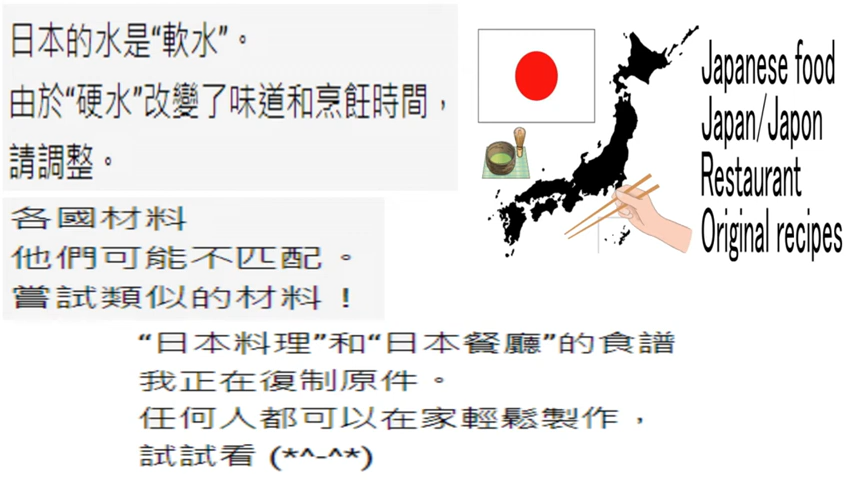 日本的水是“軟水”。
由於“硬水”改變了味道和烹飪時間，
請調整。
各國材料
他們可能不匹配。
嘗試類似的材料！
“日本料理”和“日本餐廳”的食譜
我正在復制原件。
任何人都可以在家輕鬆製作，
試試看 (*^-^*)
Japanese food
Japan/Japon
Restaurant
Original recipes